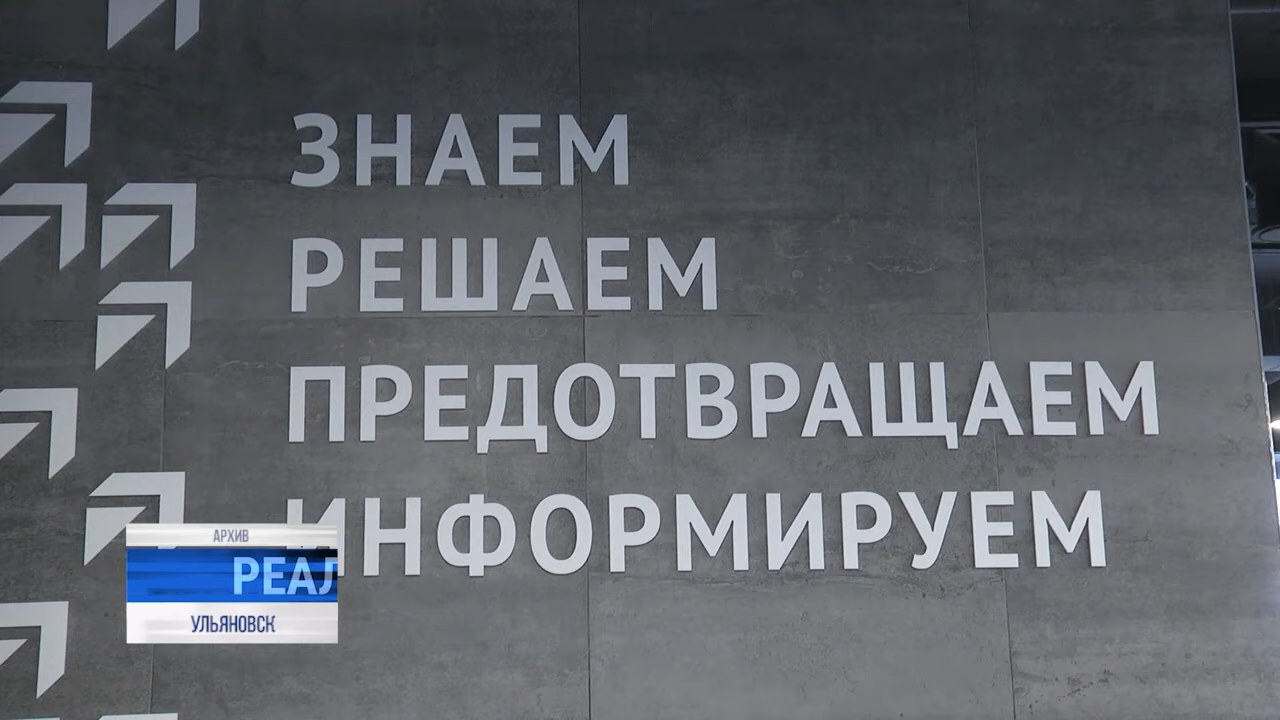 ЗНАЕМ
РЕШАЕМ
ПРЕДОТВРАЩАЕМ
ИНФОРМИРУЕМ
АРХИВ
РЕАЛ
УЛЬЯНОВСК